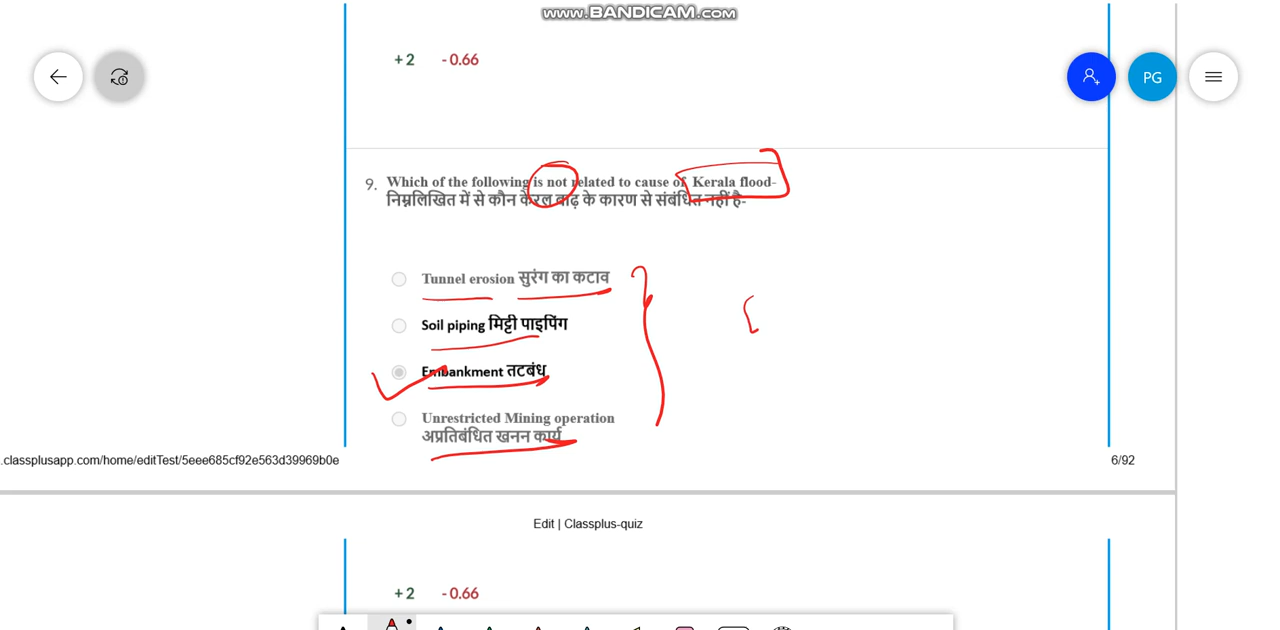 www.BANDICAM.com
+ 2 - 0.66
PG
9. Which of the following is not related to cause of Kerala flood-
निम्नलिखित में से कौन केरल बाढ़ के कारण से संबंधित नहीं है-
Tunnel erosion सुरंग का कटाव
Soil piping मिट्टी पाइपिंग
Embankment तटबंध
Unrestricted Mining operation
अप्रतिबंधित खनन कार्य
.classplusapp.com/home/editTest/5eee685cf92e563d39969b0e 6/92
Edit | Classplus-quiz
+ 2 - 0.66